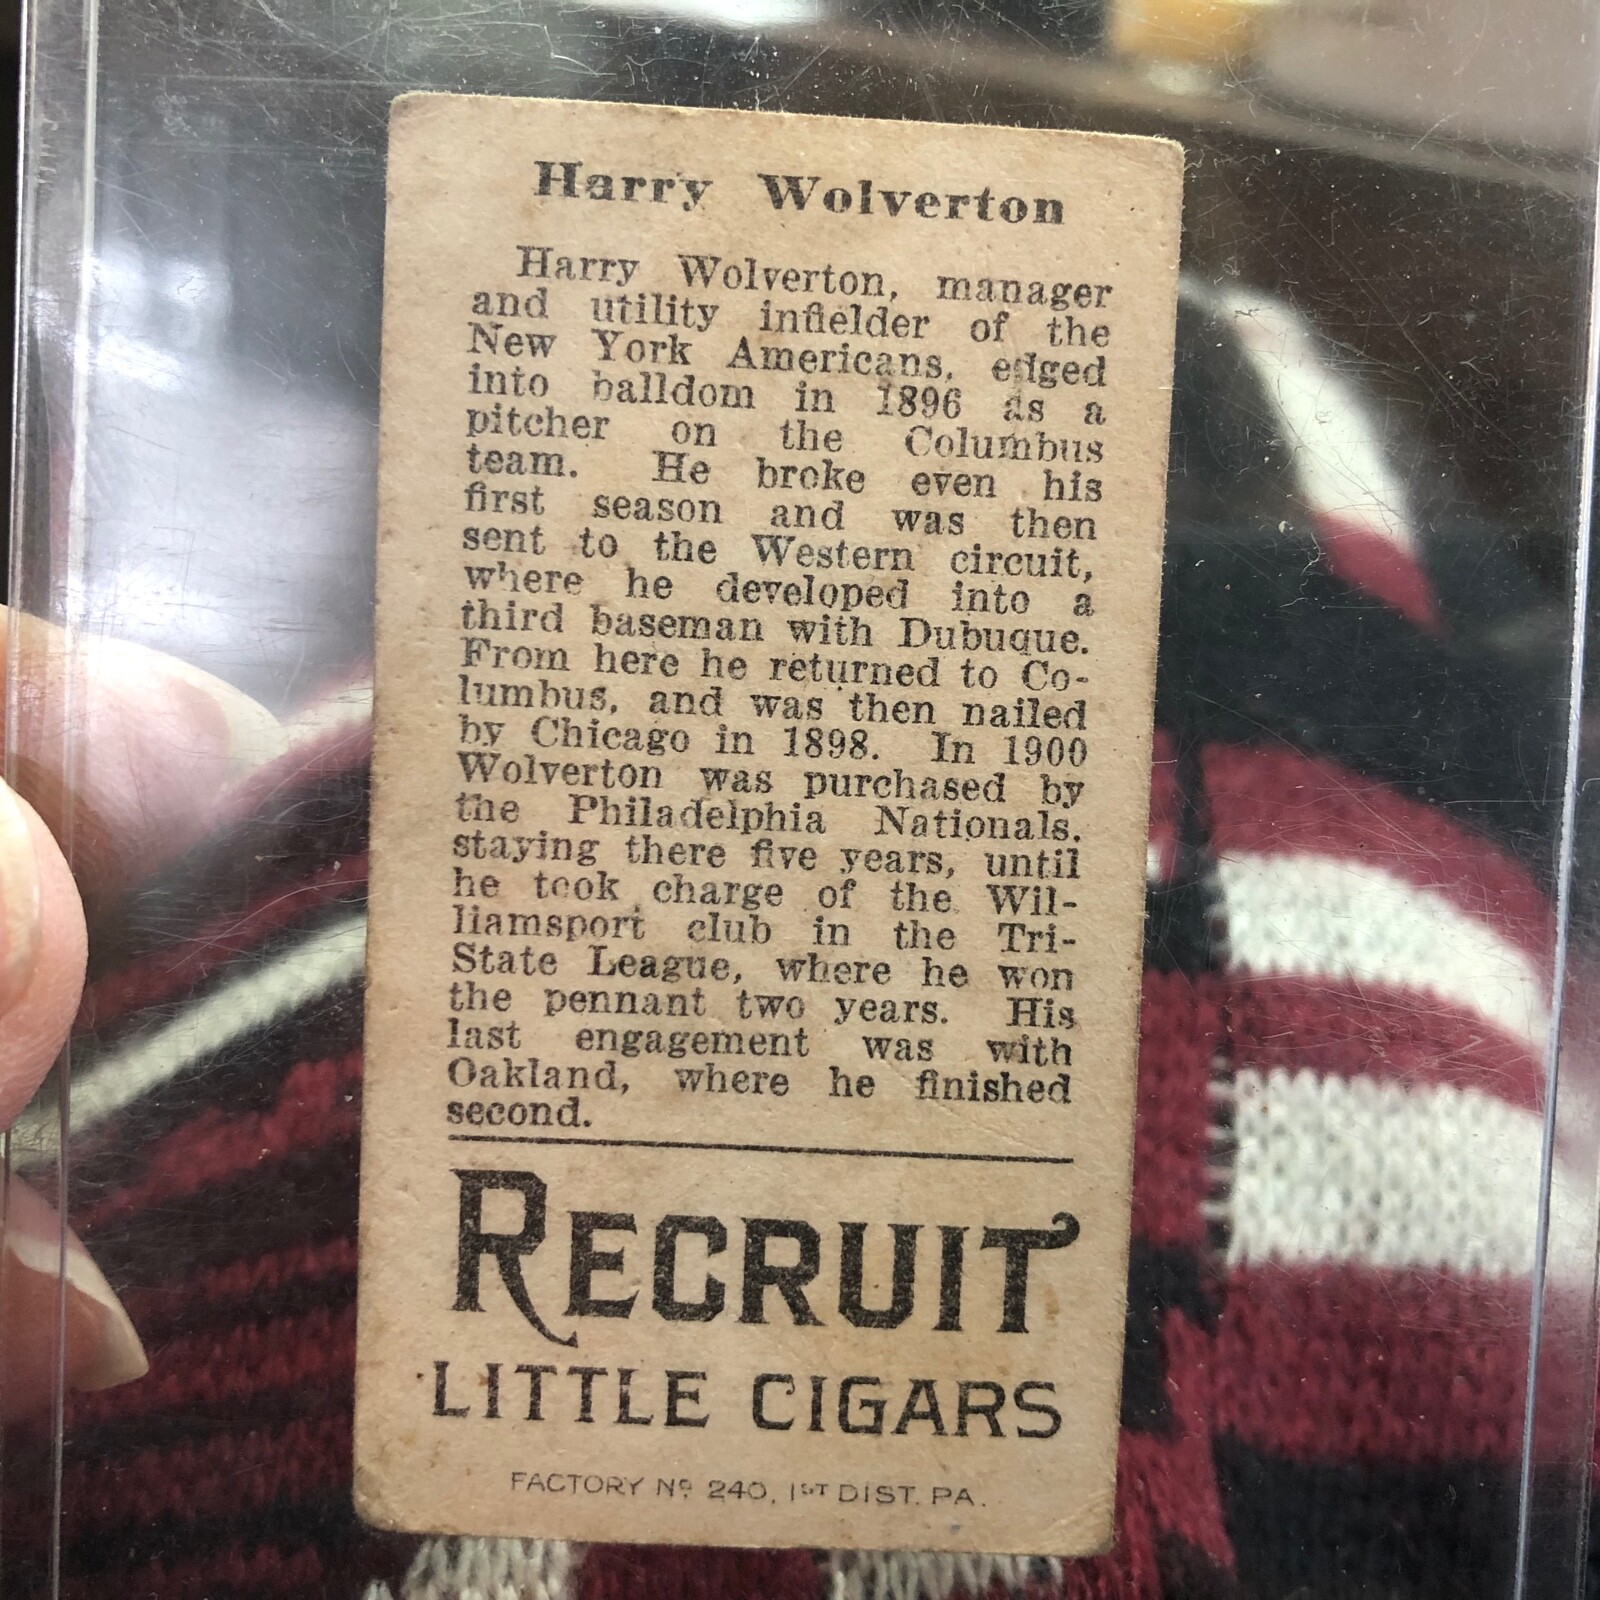 Harry Wolverton
Harry Wolverton, manager
and utility infielder of the
New York Americans, edged
into balldom in 1896 as a
pitcher on the Columbus
team. He broke even his
first season and was then
sent to the Western circuit,
where he developed into a
third baseman with Dubuque.
From here he returned to Co-
lumbus, and was then nailed
by Chicago in 1898. In 1900
Wolverton was purchased by
the Philadelphia Nationals.
staying there five years, until
he took charge of the Wil-
liamsport club in the Tri-
State League, where he won
the pennant two years. His
last engagement was with
Oakland, where he finished
second.
RECRUIT
LITTLE CIGARS
FACTORY Nº 240, 1ST DIST. PA.